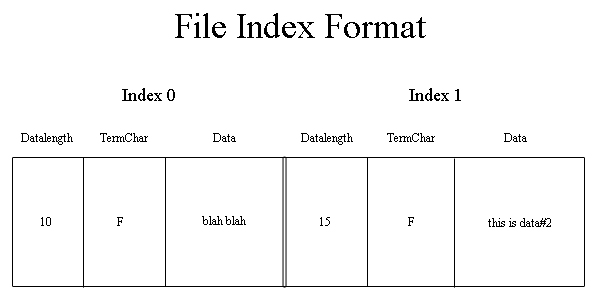 File Index Format
Index 0 Index 1
Datalength TermChar Data Datalength TermChar Data
10 F blah blah 15 F this is data#2